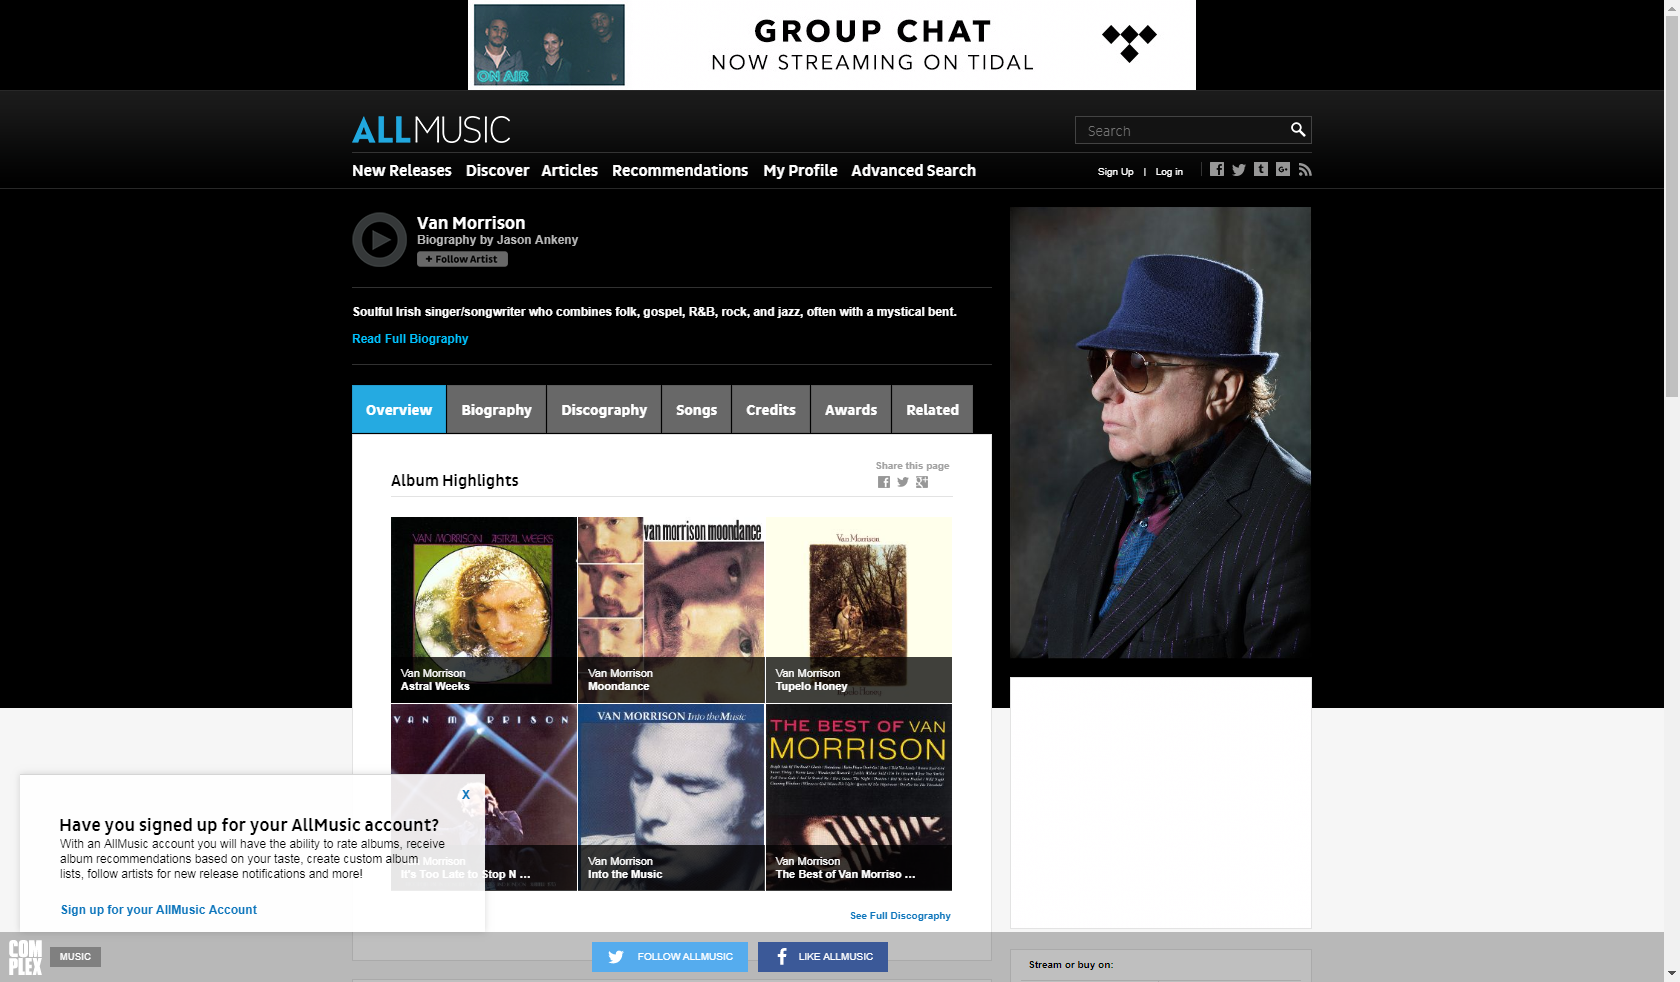 ON AIR
GROUP CHAT
NOW STREAMING ON TIDAL
ALLMUSIC
Search
New Releases Discover Articles Recommendations My Profile Advanced Search
Sign Up | Log in
Van Morrison
Biography by Jason Ankeny
+ Follow Artist
Soulful Irish singer/songwriter who combines folk, gospel, R&B, rock, and jazz, often with a mystical bent.
Read Full Biography
Overview Biography Discography Songs Credits Awards Related
Album Highlights
Share this page
VAN MORRISON ASTRAL WEEKS
van morrison moondance
Van Morrison
Van Morrison
Astral Weeks
Van Morrison
Moondance
Van Morrison
Tupelo Honey
Tupelo Honey
VAN MORRISON
VAN MORRISON Into the Music
THE BEST OF VAN
MORRISON
Van Morrison
It's Too Late to Stop N ...
Van Morrison
Into the Music
Van Morrison
The Best of Van Morriso ...
See Full Discography
X
Have you signed up for your AllMusic account?
With an AllMusic account you will have the ability to rate albums, receive
album recommendations based on your taste, create custom album
lists, follow artists for new release notifications and more!
Sign up for your AllMusic Account
COM
PLEX
MUSIC
FOLLOW ALLMUSIC
LIKE ALLMUSIC
Stream or buy on: